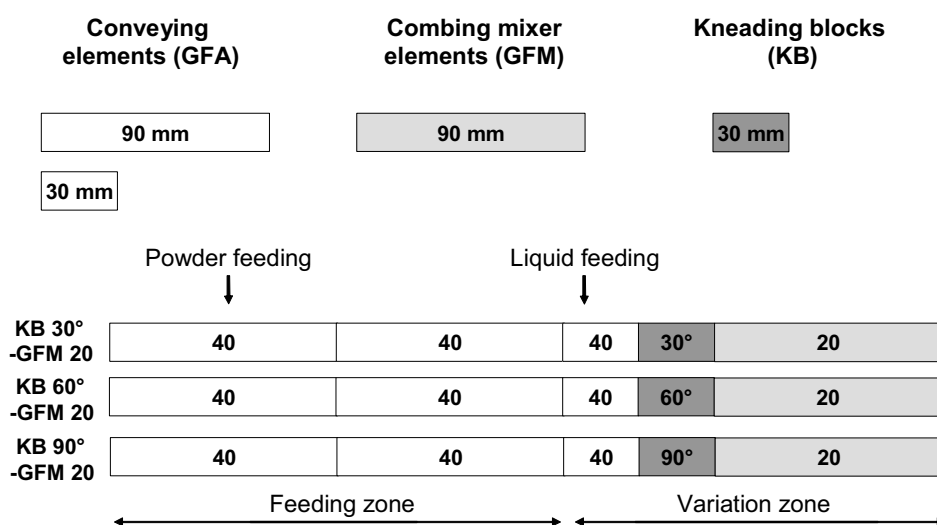 Conveying
elements (GFA)
Combing mixer
elements (GFM)
Kneading blocks
(KB)
90 mm
90 mm
30 mm
30 mm
Powder feeding
Liquid feeding
KB 30°
-GFM 20
40
40
40
30°
20
KB 60°
-GFM 20
40
40
40
60°
20
KB 90°
-GFM 20
40
40
40
90°
20
Feeding zone
Variation zone